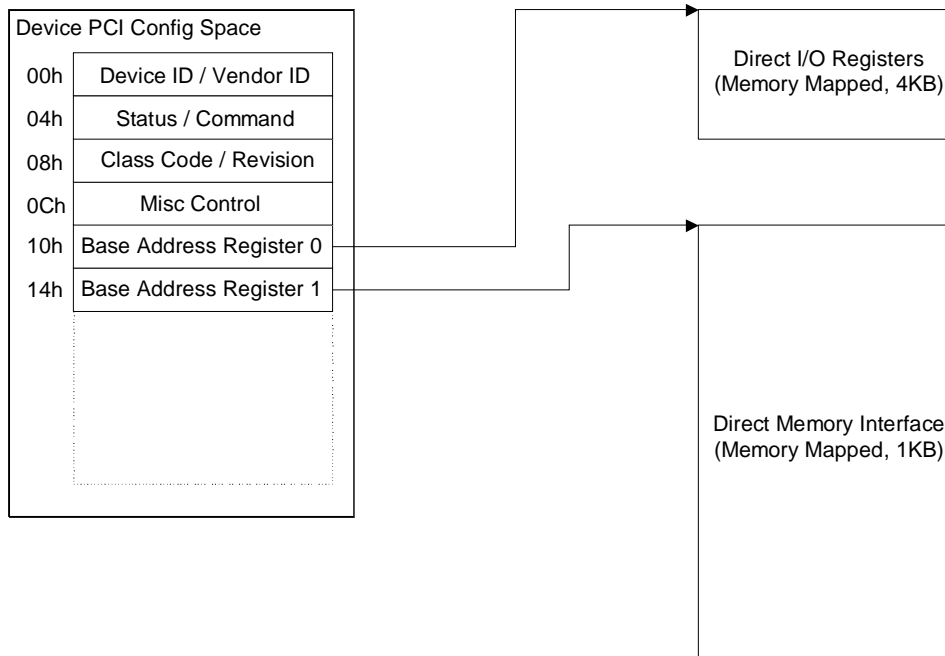 Device PCI Config Space
00h Device ID / Vendor ID
04h Status / Command
08h Class Code / Revision
0Ch Misc Control
10h Base Address Register 0
14h Base Address Register 1
Direct I/O Registers
(Memory Mapped, 4KB)
Direct Memory Interface
(Memory Mapped, 1KB)